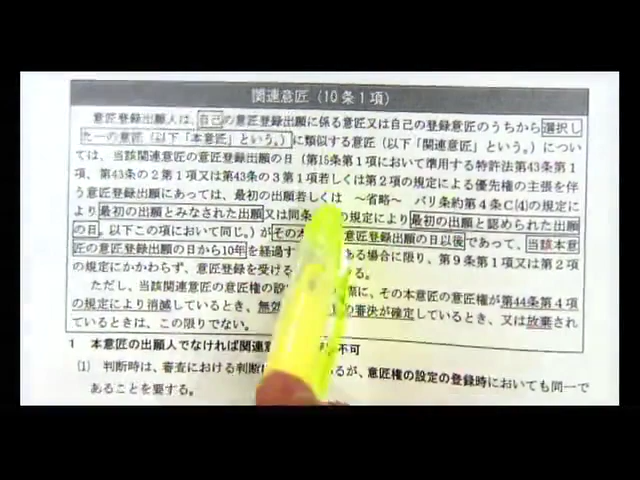 関連意匠(10条1項)
意匠登録出願人は、自己の意匠登録出願に係る意匠又は自己の登録意匠のうちから選択し
た一の意匠(以下「本意匠」という。)に類似する意匠(以下「関連意匠」という。)につい
ては、当該関連意匠の意匠登録出願の日(第15条第1項において準用する特許法第43条第1
項、第43条の2第1項又は第43条の3第1項若しくは第2項の規定による優先権の主張を伴
う意匠登録出願にあっては、最初の出願若しくは ~省略~ パリ条約第4条C(4)の規定に
より最初の出願とみなされた出願又は同条 の規定により最初の出願と認められた出願
の日。以下この項において同じ。)がその本 意匠登録出願の日以後であって、当該本意
匠の意匠登録出願の日から10年を経過す ある場合に限り、第9条第1項又は第2項
の規定にかかわらず、意匠登録を受ける る。
ただし、当該関連意匠の意匠権の設 際に、その本意匠の意匠権が第44条第4項
の規定により消滅しているとき、無効 の審決が確定しているとき、又は放棄され
ているときは、この限りでない。
1 本意匠の出願人でなければ関連意 不可
(1) 判断時は、審査における判断 るが、意匠権の設定の登録時においても同一で
あることを要する。